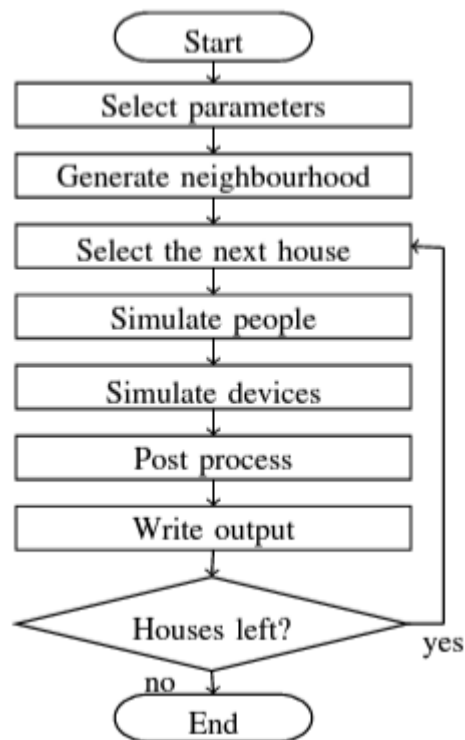 Start
Select parameters
Generate neighbourhood
Select the next house
Simulate people
Simulate devices
Post process
Write output
Houses left?
yes
no
End